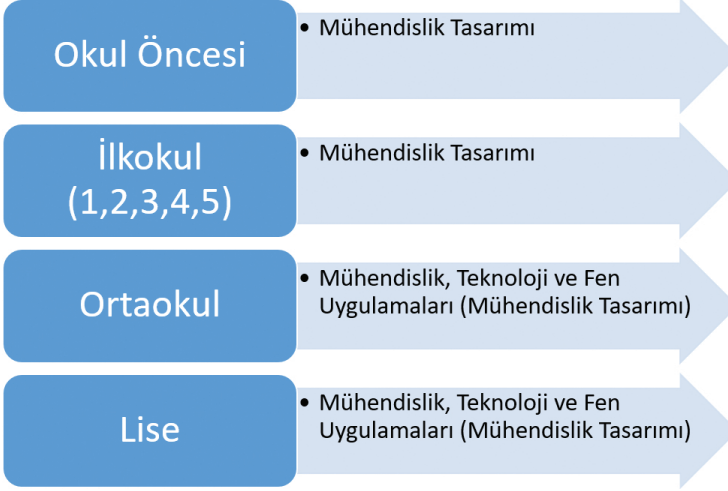 Okul Öncesi
• Mühendislik Tasarımı
İlkokul
(1,2,3,4,5)
• Mühendislik Tasarımı
Ortaokul
• Mühendislik, Teknoloji ve Fen
Uygulamaları (Mühendislik Tasarımı)
Lise
• Mühendislik, Teknoloji ve Fen
Uygulamaları (Mühendislik Tasarımı)